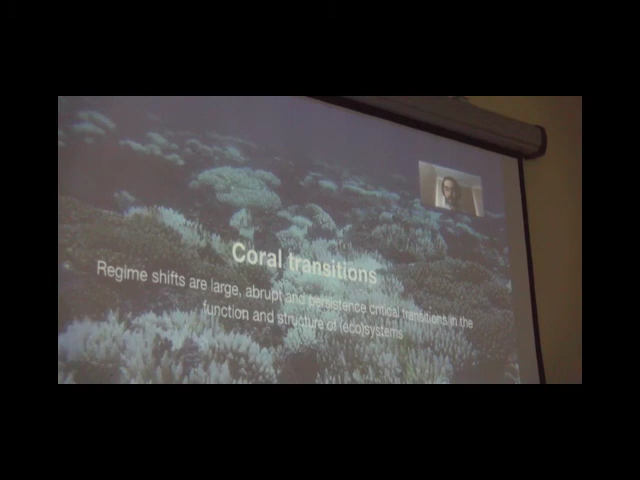 Coral transitions
Regime shifts are large, abrupt and persistence critical transitions in the
function and structure of (eco)systems